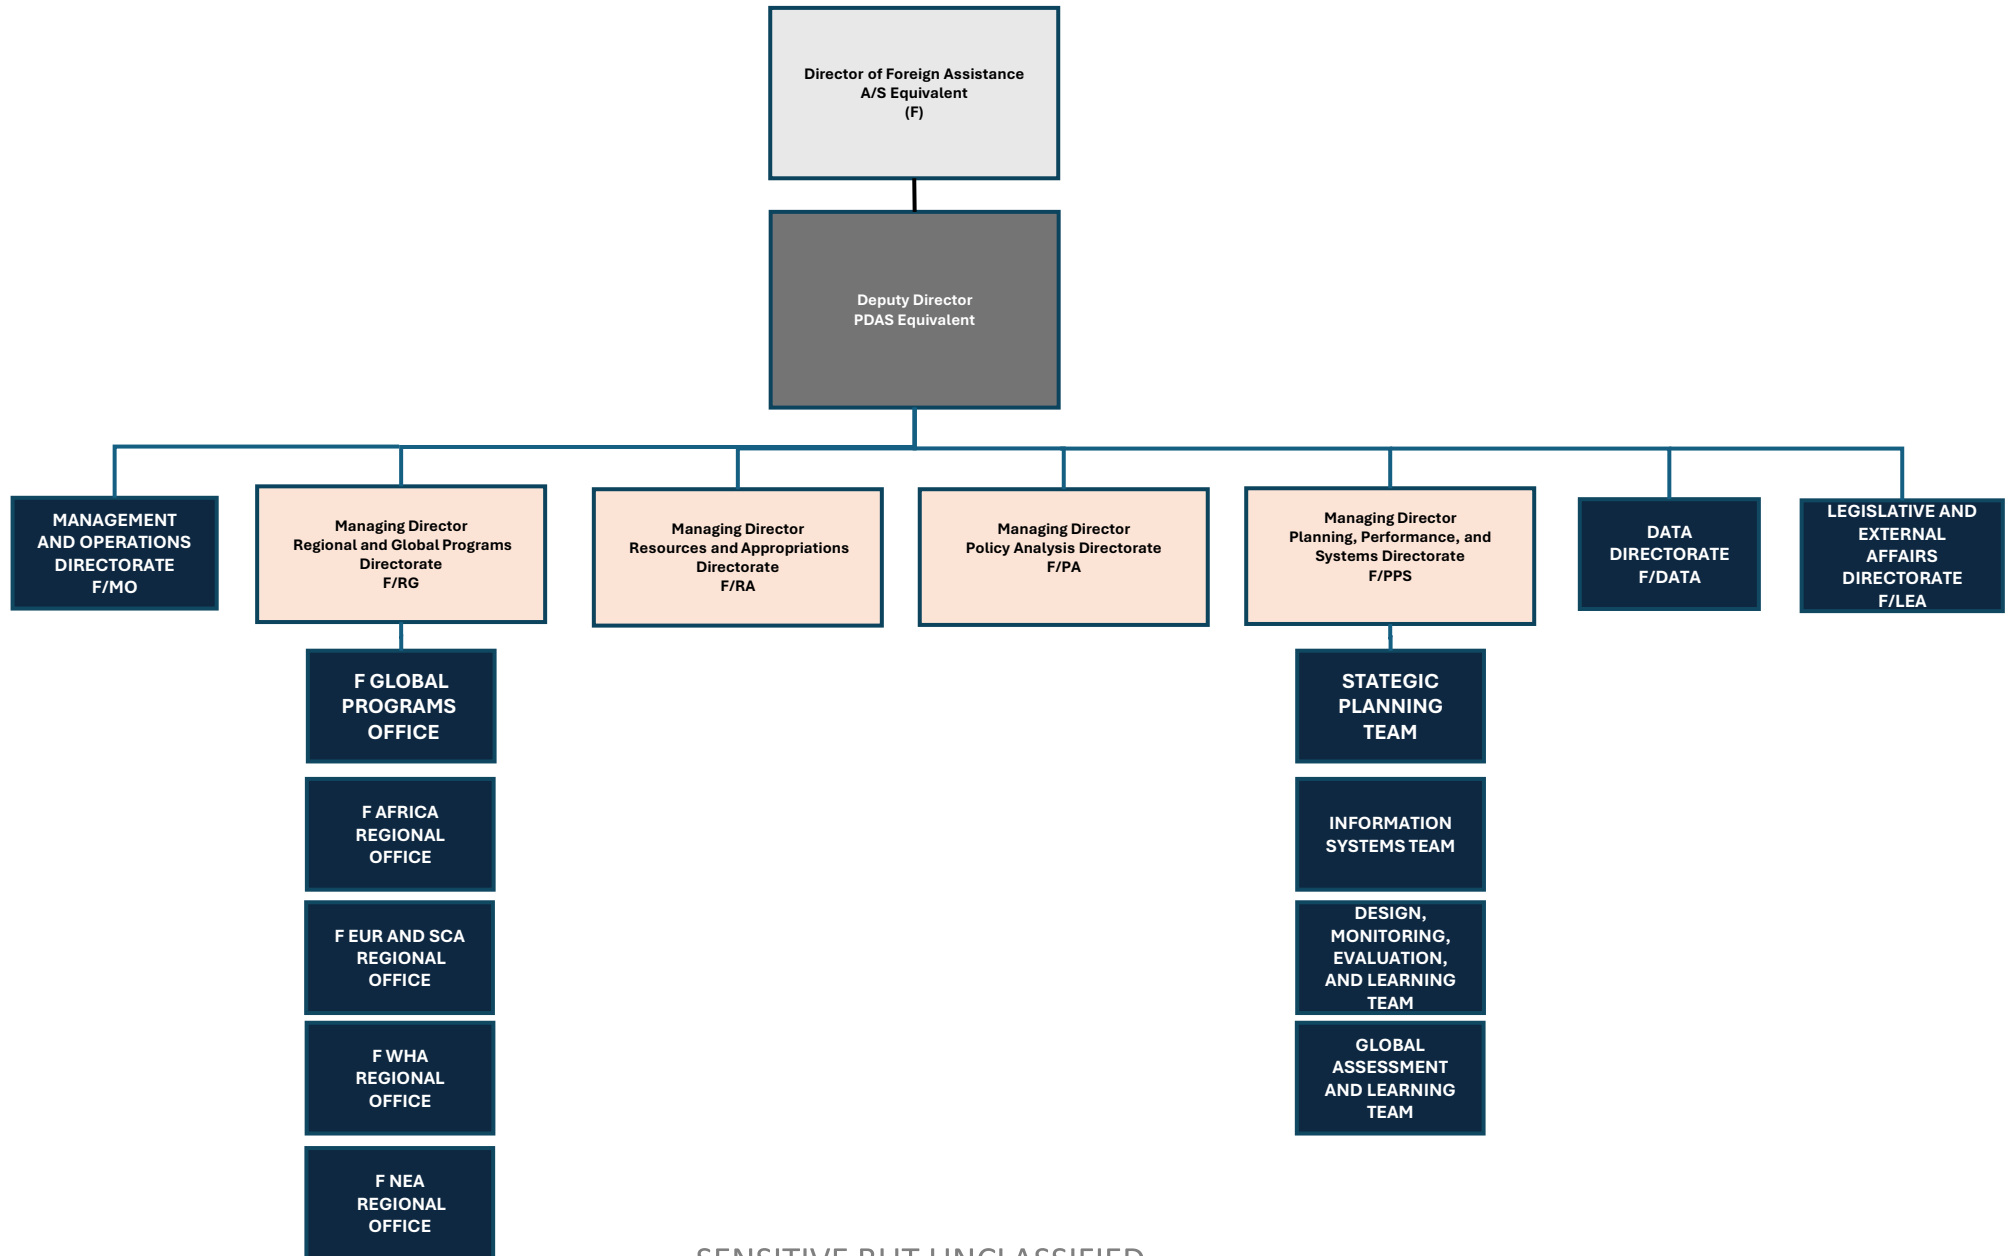 Director of Foreign Assistance
A/S Equivalent
(F)
Deputy Director
PDAS Equivalent
MANAGEMENT
AND OPERATIONS
DIRECTORATE
F/MO
Managing Director
Regional and Global Programs
Directorate
F/RG
Managing Director
Resources and Appropriations
Directorate
F/RA
Managing Director
Policy Analysis Directorate
F/PA
Managing Director
Planning, Performance, and
Systems Directorate
F/PPS
DATA
DIRECTORATE
F/DATA
LEGISLATIVE AND
EXTERNAL
AFFAIRS
DIRECTORATE
F/LEA
F GLOBAL
PROGRAMS
OFFICE
F AFRICA
REGIONAL
OFFICE
F EUR AND SCA
REGIONAL
OFFICE
F WHA
REGIONAL
OFFICE
F NEA
REGIONAL
OFFICE
STATEGIC
PLANNING
TEAM
INFORMATION
SYSTEMS TEAM
DESIGN,
MONITORING,
EVALUATION,
AND LEARNING
TEAM
GLOBAL
ASSESSMENT
AND LEARNING
TEAM
SENSITIVE BUT UNCLASSIFIED